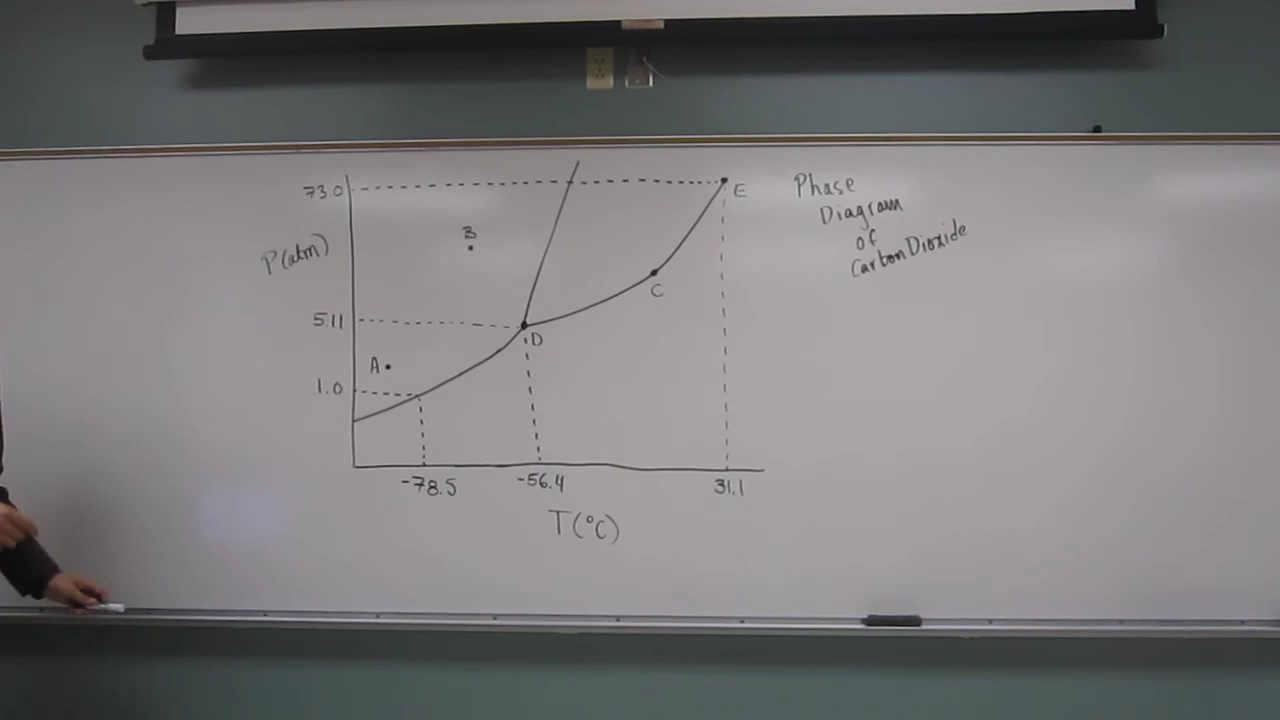 73.0
E
Phase
Diagram
of
Carbon Dioxide
B
P(atm)
C
5.11
D
A
1.0
-78.5
-56.4
31.1
T(°C)